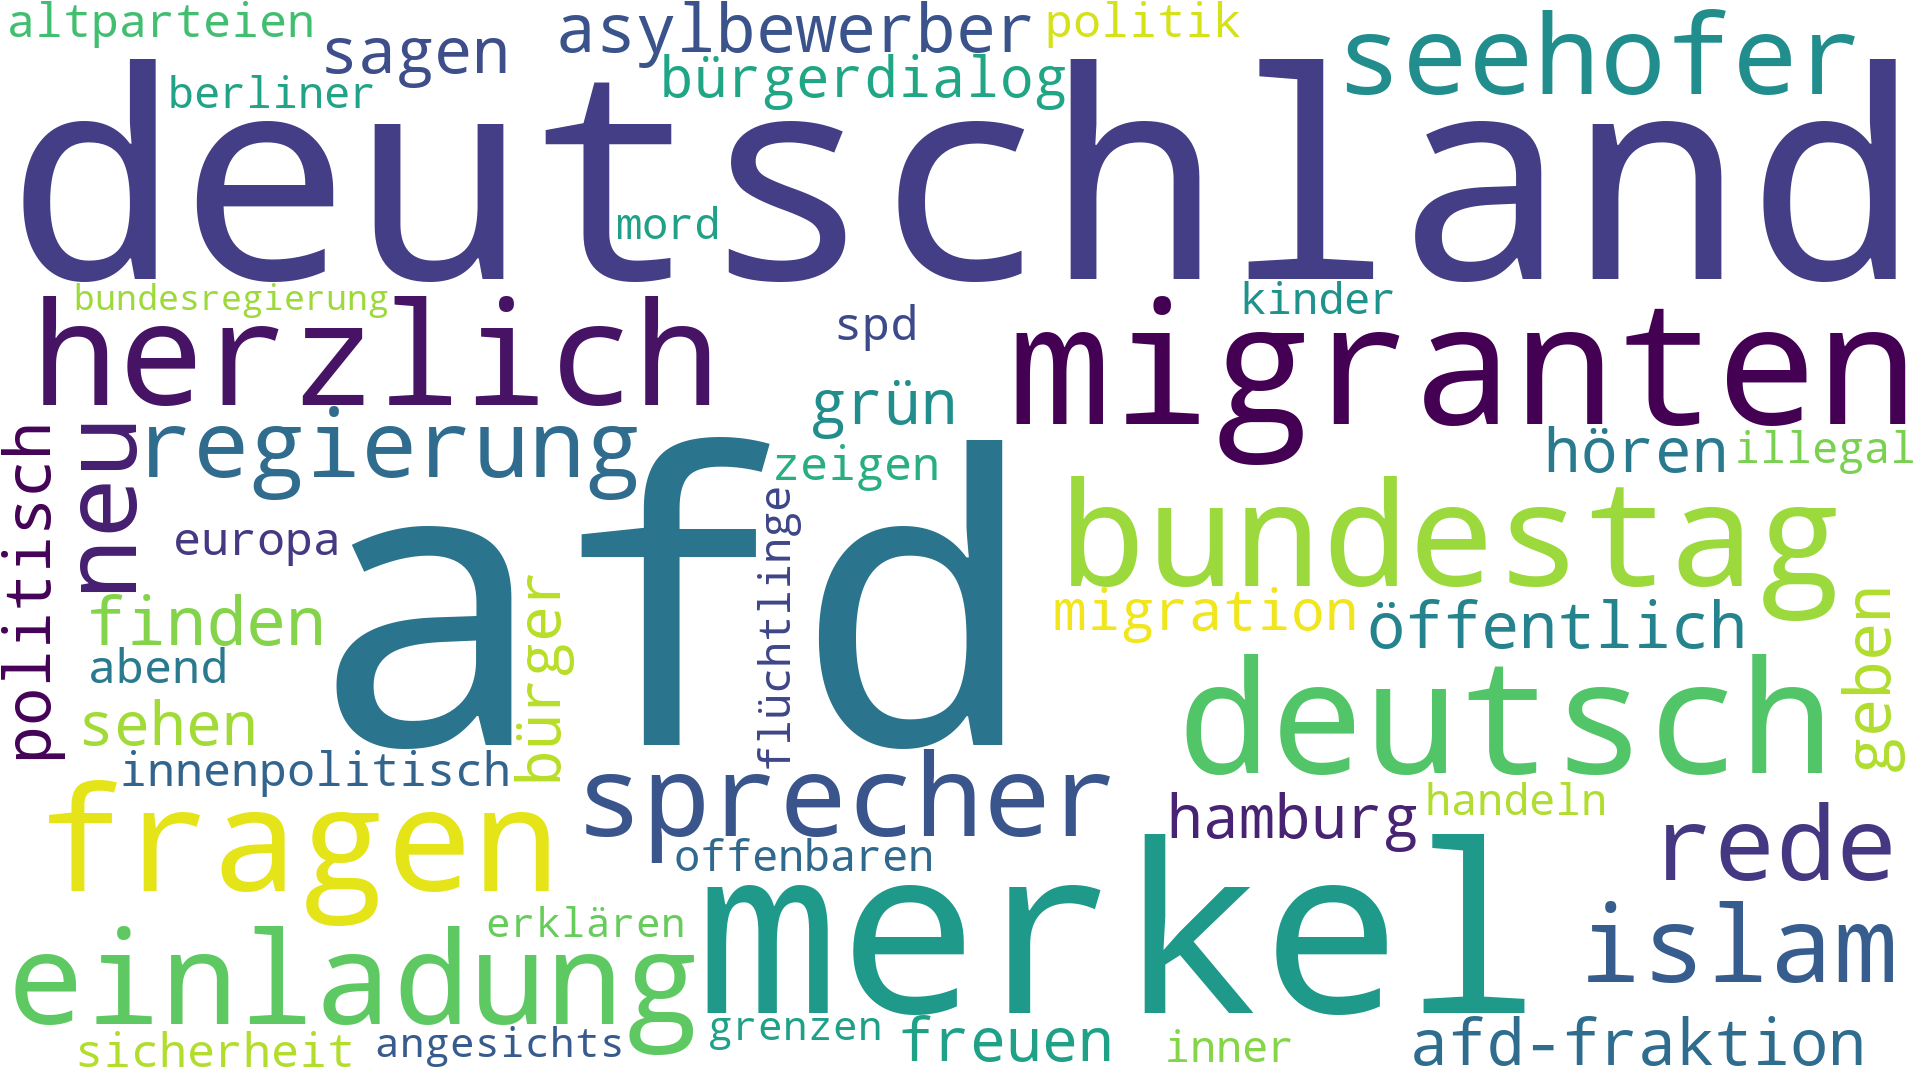 altparteien
sagen
asylbewerber
politik
seehofer
berliner
bürgerdialog
deutschland
mord
bundesregierung
herzlich
spd
kinder
migranten
politisch
neu
regierung
grün
zeigen
hören
illegal
europa
afd
flüchtlinge
bundestag
finden
bürger
migration
öffentlich
geben
abend
sehen
deutsch
innenpolitisch
fragen
sprecher
hamburg
handeln
rede
offenbaren
merkel
einladung
erklären
islam
sicherheit
angesichts
grenzen
freuen
inner
afd-fraktion